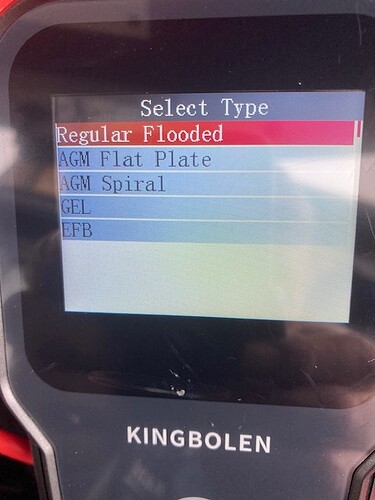 Select Type
Regular Flooded
AGM Flat Plate
AGM Spiral
GEL
EFB
KINGBOLEN